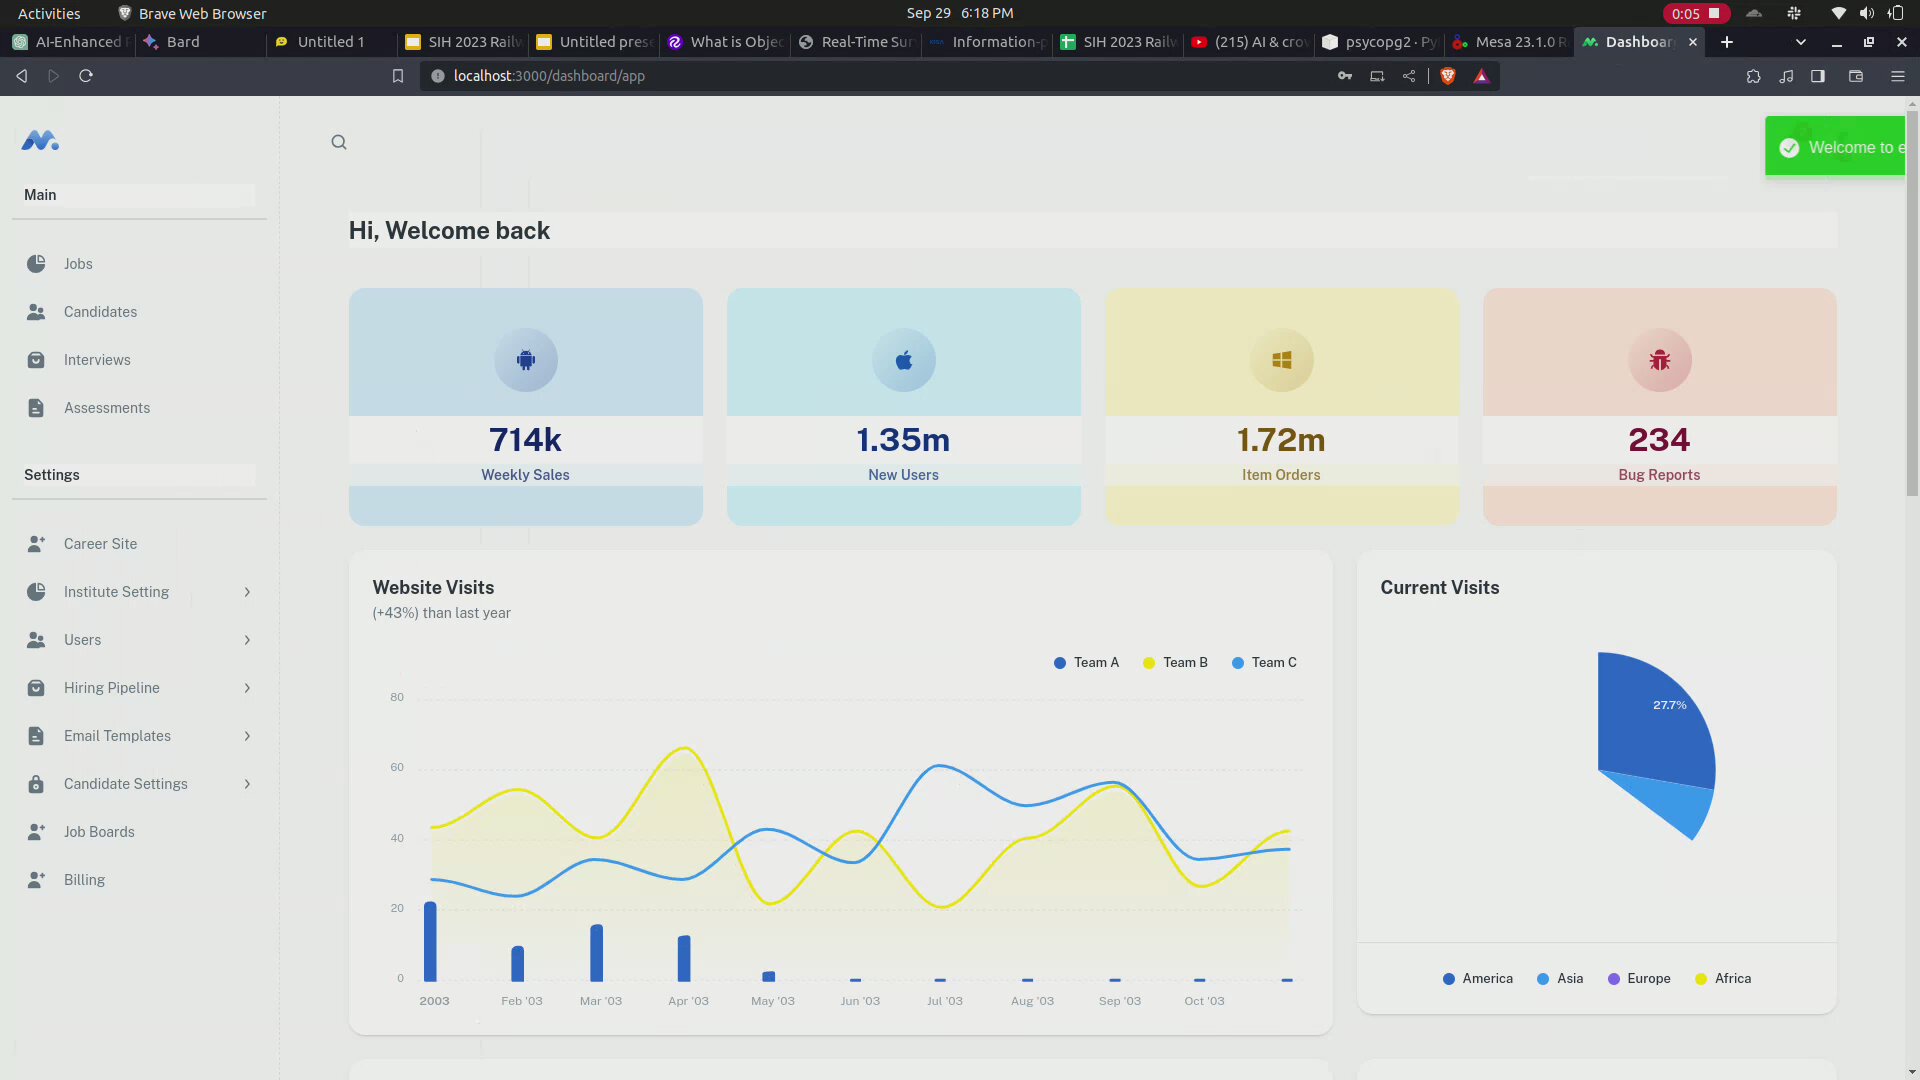 Activities Brave Web Browser Sep 29 6:18 PM 0:05
AI-Enhanced Bard Untitled 1 SIH 2023 Railw Untitled prese What is Objec Real-Time Sur Information-p SIH 2023 Railw (215) AI & crow psycopg2 · Py Mesa 23.1.0 R Dashboar
localhost:3000/dashboard/app
Welcome to e
Main
Hi, Welcome back
Jobs
Candidates
Interviews
Assessments
714k
Weekly Sales
1.35m
New Users
1.72m
Item Orders
234
Bug Reports
Settings
Career Site
Institute Setting
Users
Hiring Pipeline
Email Templates
Candidate Settings
Job Boards
Billing
Website Visits
(+43%) than last year
Team A Team B Team C
80
60
40
20
0
2003 Feb '03 Mar '03 Apr '03 May '03 Jun '03 Jul '03 Aug '03 Sep '03 Oct '03
Current Visits
27.7%
America Asia Europe Africa